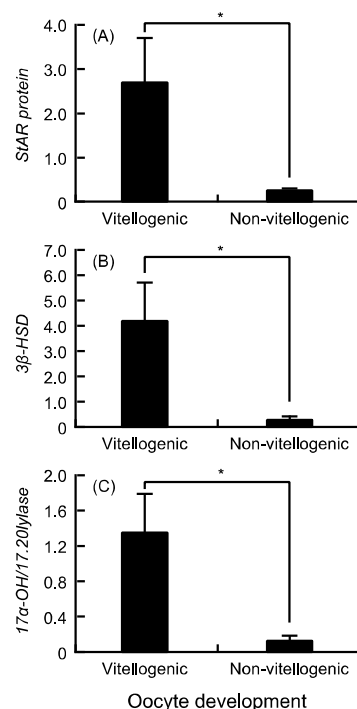 (A)
*
StAR protein
4.0
3.0
2.0
1.0
0
Vitellogenic Non-vitellogenic
(B)
*
3β-HSD
7.0
6.0
5.0
4.0
3.0
2.0
1.0
0
Vitellogenic Non-vitellogenic
(C)
*
17α-OH/17.20lylase
2.0
1.6
1.2
0.8
0.4
0
Vitellogenic Non-vitellogenic
Oocyte development